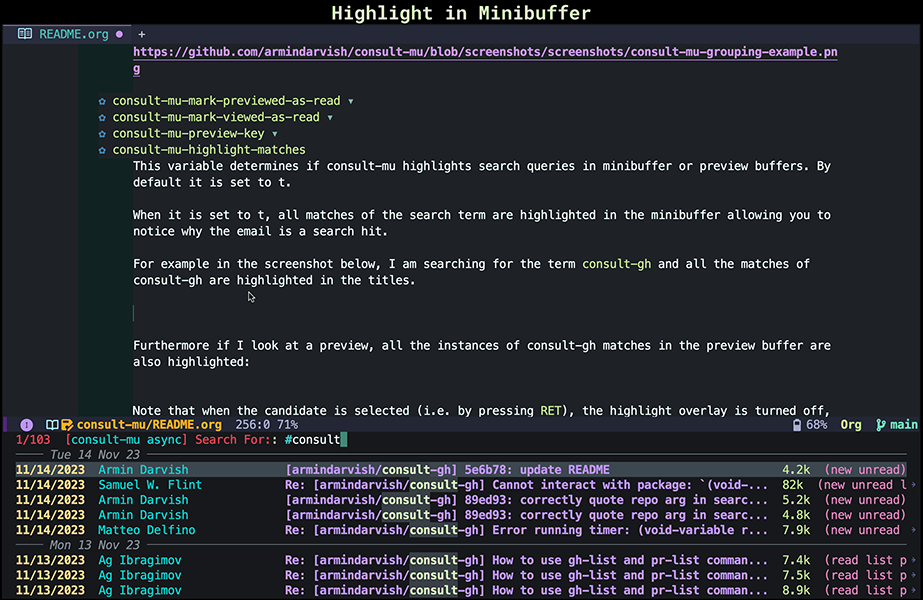 Highlight in Minibuffer
README.org ● +
https://github.com/armindarvish/consult-mu/blob/screenshots/screenshots/consult-mu-grouping-example.pn
g
✿ consult-mu-mark-previewed-as-read ▾
✿ consult-mu-mark-viewed-as-read ▾
✿ consult-mu-preview-key ▾
✿ consult-mu-highlight-matches
This variable determines if consult-mu highlights search queries in minibuffer or preview buffers. By
default it is set to t.
When it is set to t, all matches of the search term are highlighted in the minibuffer allowing you to
notice why the email is a search hit.
For example in the screenshot below, I am searching for the term consult-gh and all the matches of
consult-gh are highlighted in the titles.
Furthermore if I look at a preview, all the instances of consult-gh matches in the preview buffer are
also highlighted:
Note that when the candidate is selected (i.e. by pressing RET), the highlight overlay is turned off,
consult-mu/README.org 256:0 71% 68% Org main
1/103 [consult-mu async] Search For:: #consult
Tue 14 Nov 23
11/14/2023 Armin Darvish [armindarvish/consult-gh] 5e6b78: update README 4.2k (new unread)
11/14/2023 Samuel W. Flint Re: [armindarvish/consult-gh] Cannot interact with package: `(void-... 82k (new unread l
11/14/2023 Armin Darvish [armindarvish/consult-gh] 89ed93: correctly quote repo arg in searc... 5.2k (new unread)
11/14/2023 Armin Darvish [armindarvish/consult-gh] 89ed93: correctly quote repo arg in searc... 4.8k (new unread)
11/14/2023 Matteo Delfino Re: [armindarvish/consult-gh] Error running timer: (void-variable r... 7.9k (new unread
Mon 13 Nov 23
11/13/2023 Ag Ibragimov Re: [armindarvish/consult-gh] How to use gh-list and pr-list comman... 7.4k (read list p
11/13/2023 Ag Ibragimov Re: [armindarvish/consult-gh] How to use gh-list and pr-list comman... 7.5k (read list p
11/13/2023 Ag Ibragimov Re: [armindarvish/consult-gh] How to use gh-list and pr-list comman... 8.9k (read list p